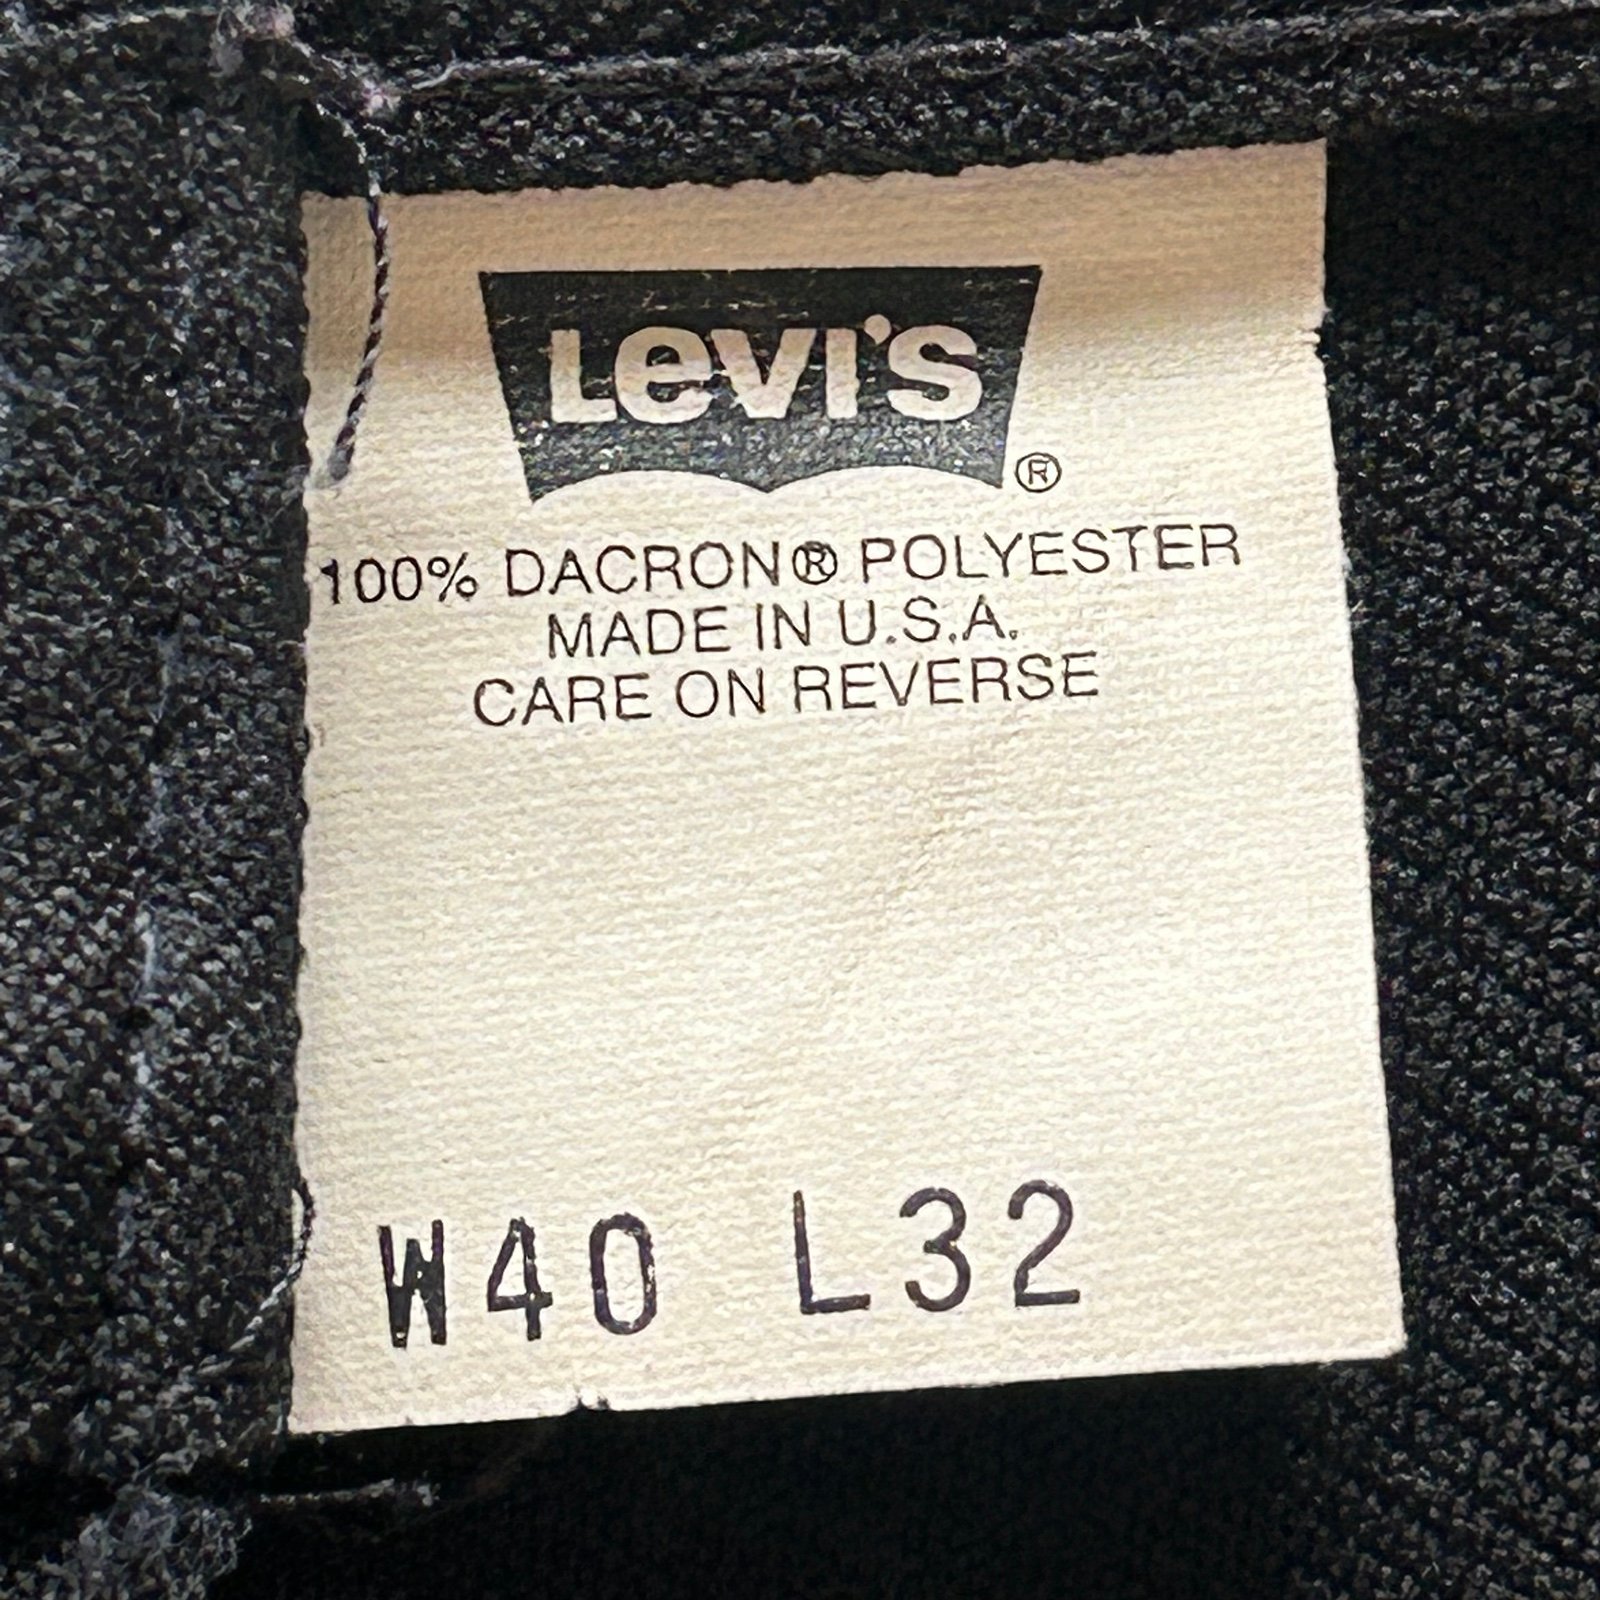 Levi's ®
100% DACRON® POLYESTER
MADE IN U.S.A.
CARE ON REVERSE
W40 L32